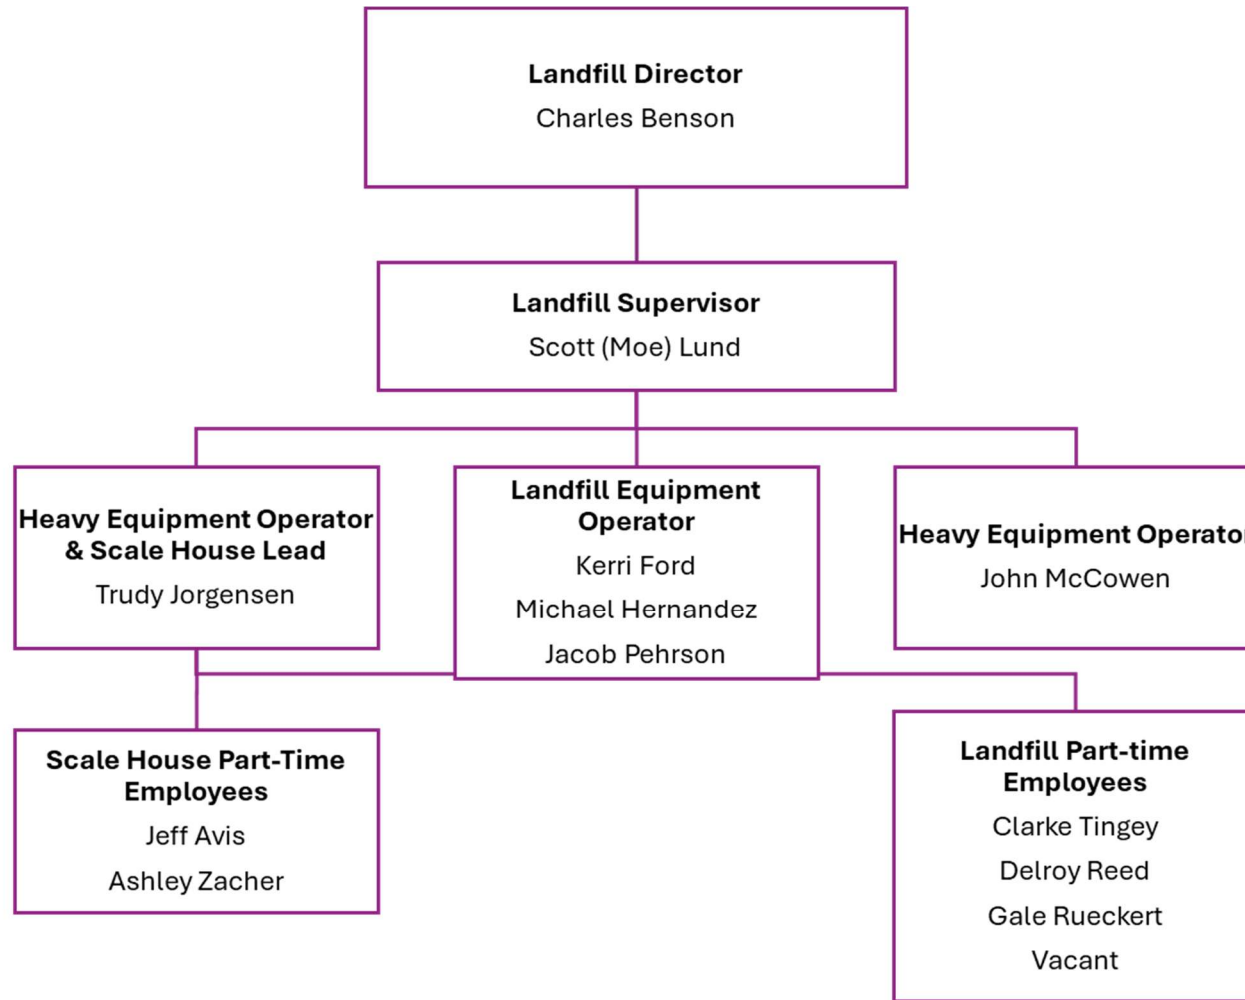 Landfill Director
Charles Benson
Landfill Supervisor
Scott (Moe) Lund
Heavy Equipment Operator
& Scale House Lead
Trudy Jorgensen
Landfill Equipment
Operator
Kerri Ford
Michael Hernandez
Jacob Pehrson
Heavy Equipment Operator
John McCowen
Scale House Part-Time
Employees
Jeff Avis
Ashley Zacher
Landfill Part-time
Employees
Clarke Tingey
Delroy Reed
Gale Rueckert
Vacant